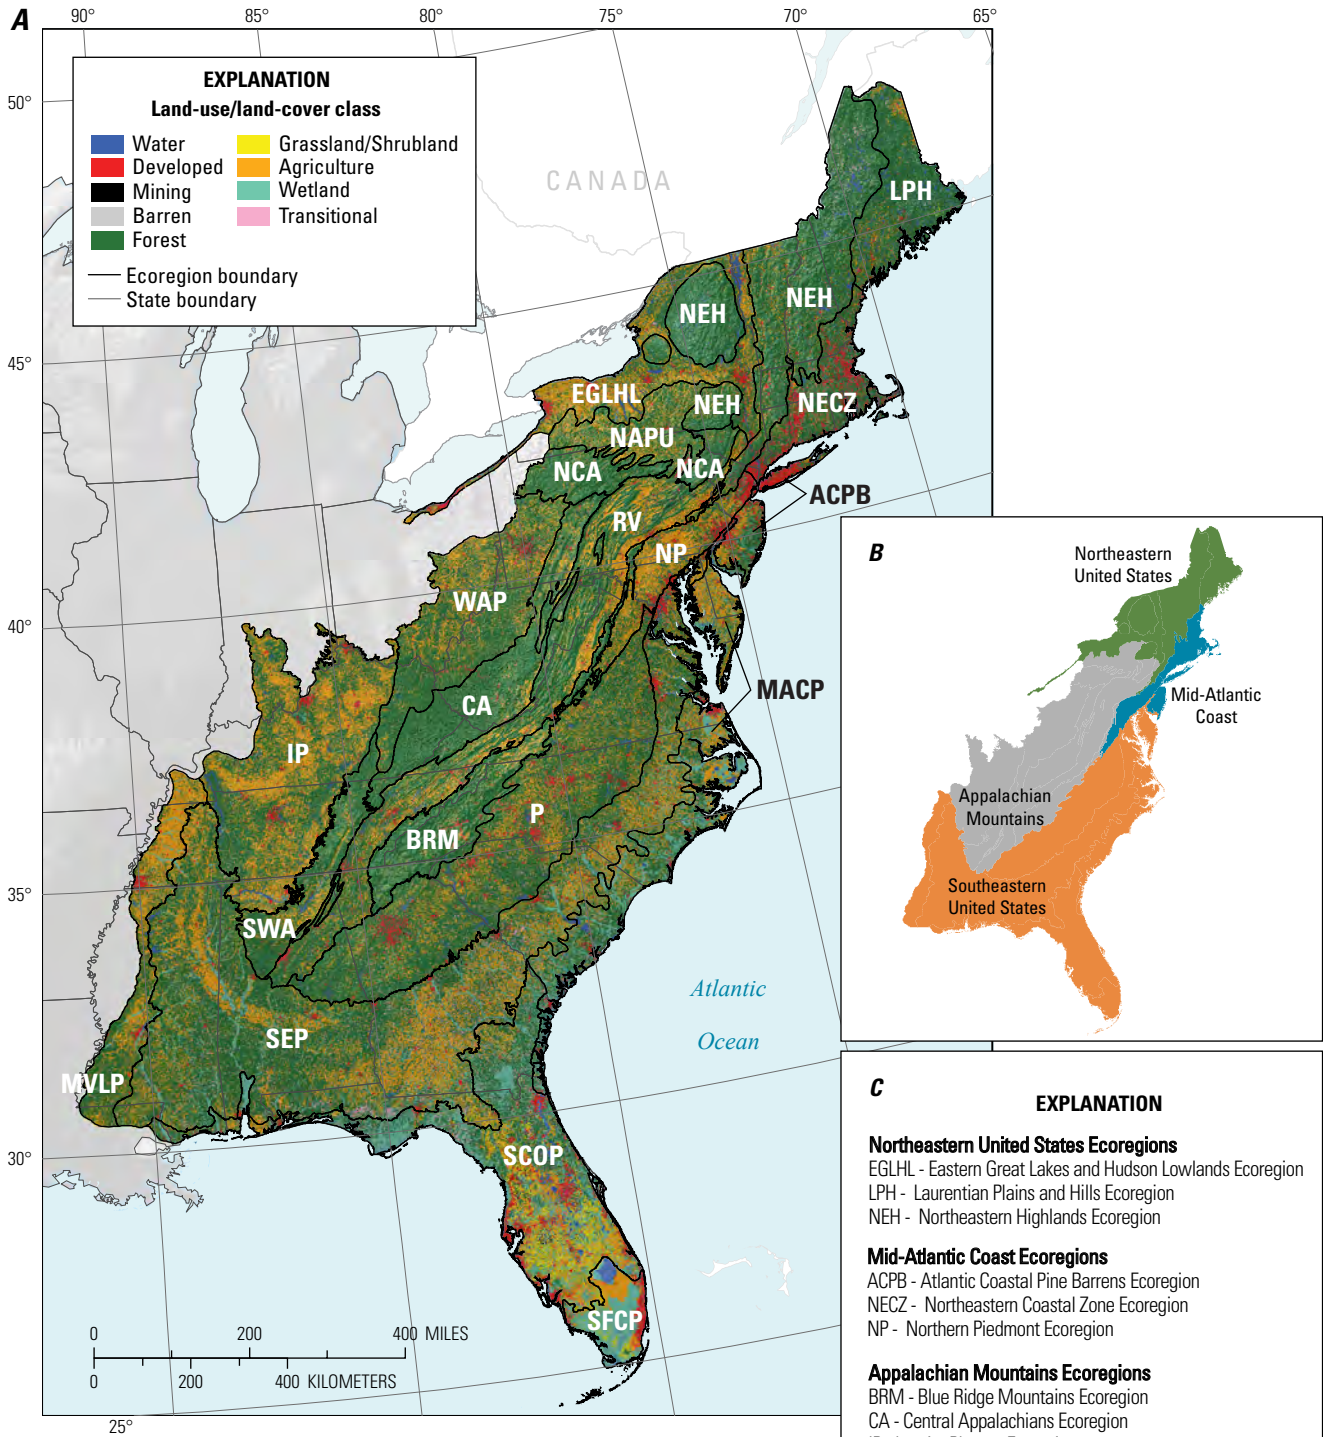 A
90°
85°
80°
75°
70°
65°
50°
45°
40°
35°
30°
25°
EXPLANATION
Land-use/land-cover class
Water
Developed
Mining
Barren
Forest
Grassland/Shrubland
Agriculture
Wetland
Transitional
Ecoregion boundary
State boundary
CANADA
LPH
NEH
NEH
EGLHL
NEH
NECZ
NAPU
NCA
NCA
ACPB
RV
NP
WAP
MACP
CA
IP
P
BRM
SWA
SEP
MVLP
SCOP
SFCP
Atlantic
Ocean
0 200 400 MILES
0 200 400 KILOMETERS
B
Northeastern
United States
Mid-Atlantic
Coast
Appalachian
Mountains
Southeastern
United States
C
EXPLANATION
Northeastern United States Ecoregions
EGLHL - Eastern Great Lakes and Hudson Lowlands Ecoregion
LPH - Laurentian Plains and Hills Ecoregion
NEH - Northeastern Highlands Ecoregion
Mid-Atlantic Coast Ecoregions
ACPB - Atlantic Coastal Pine Barrens Ecoregion
NECZ - Northeastern Coastal Zone Ecoregion
NP - Northern Piedmont Ecoregion
Appalachian Mountains Ecoregions
BRM - Blue Ridge Mountains Ecoregion
CA - Central Appalachians Ecoregion